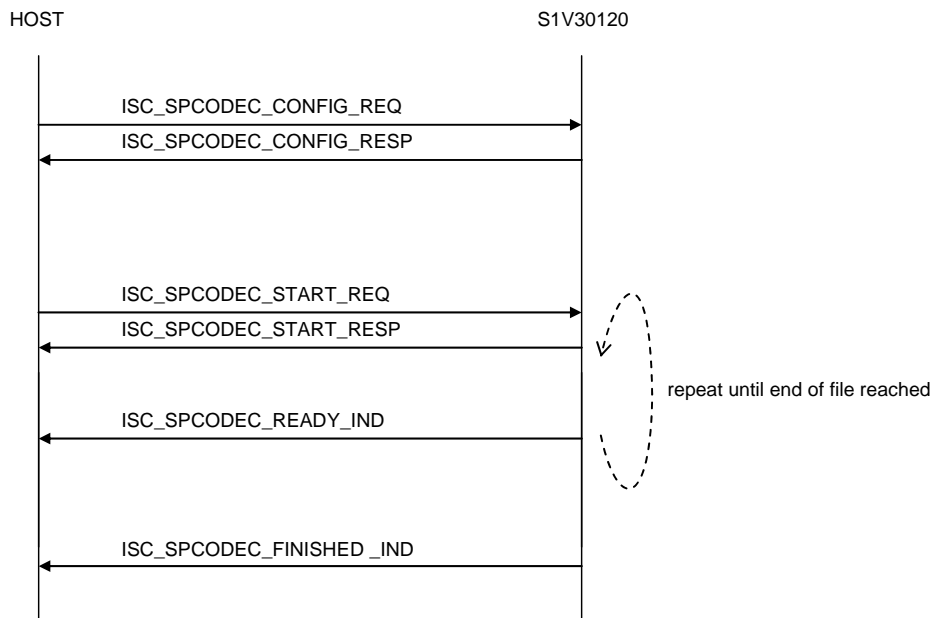 HOST
S1V30120
ISC_SPCODEC_CONFIG_REQ
ISC_SPCODEC_CONFIG_RESP
ISC_SPCODEC_START_REQ
ISC_SPCODEC_START_RESP
repeat until end of file reached
ISC_SPCODEC_READY_IND
ISC_SPCODEC_FINISHED _IND